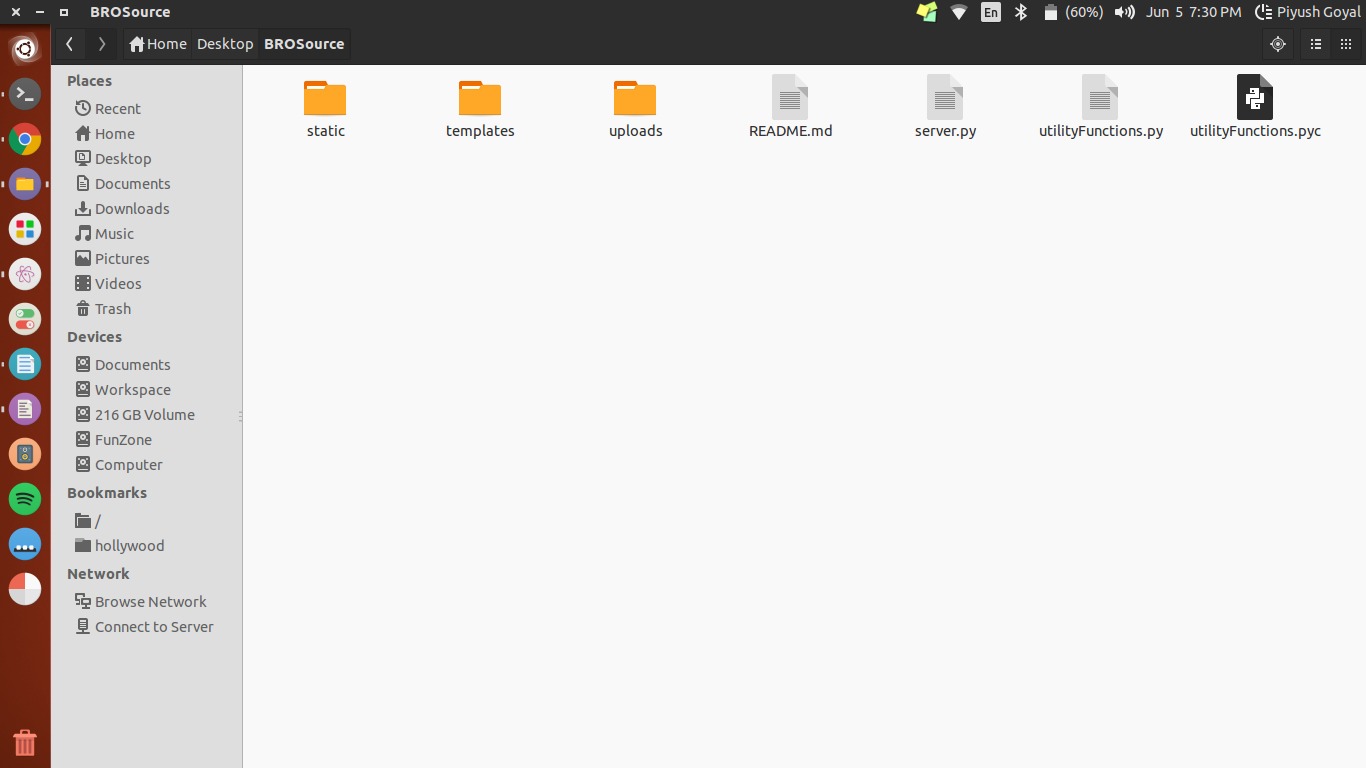 BROSource
En
(60%)
Jun 5 7:30 PM
Piyush Goyal
Home
Desktop
BROSource
Places
Recent
Home
Desktop
Documents
Downloads
Music
Pictures
Videos
Trash
Devices
Documents
Workspace
216 GB Volume
FunZone
Computer
Bookmarks
/
hollywood
Network
Browse Network
Connect to Server
static
templates
uploads
README.md
server.py
utilityFunctions.py
utilityFunctions.pyc